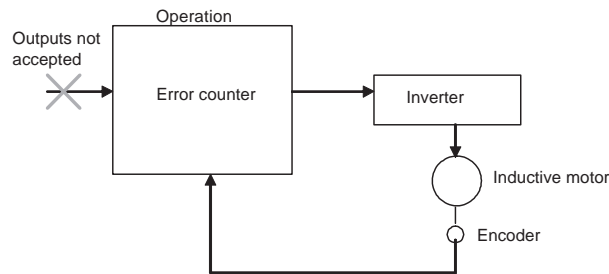 Operation
Outputs not
accepted
Error counter
Inverter
Inductive motor
Encoder